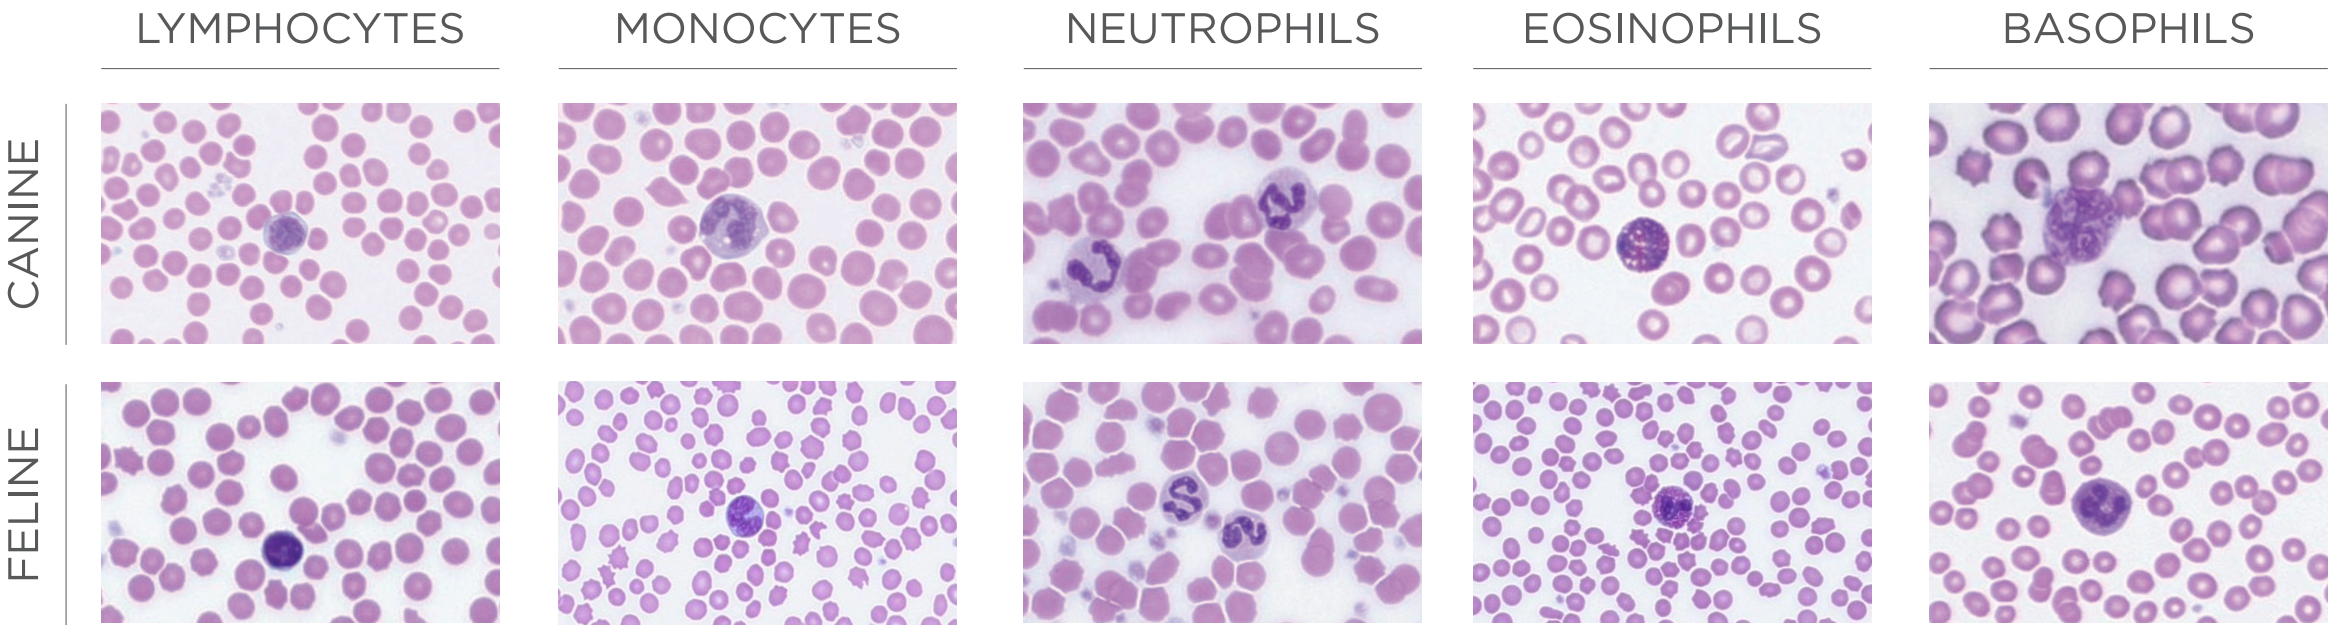 LYMPHOCYTES
MONOCYTES
NEUTROPHILS
EOSINOPHILS
BASOPHILS
CANINE
FELINE